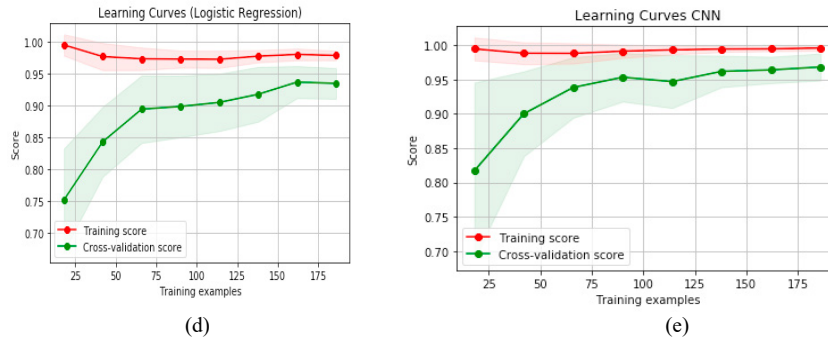 Learning Curves (Logistic Regression)
1.00
0.95
0.90
0.85
0.80
0.75
0.70
Score
Training score
Cross-validation score
25 50 75 100 125 150 175
Training examples
(d)
Learning Curves CNN
1.00
0.95
0.90
0.85
0.80
0.75
0.70
Score
Training score
Cross-validation score
25 50 75 100 125 150 175
Training examples
(e)